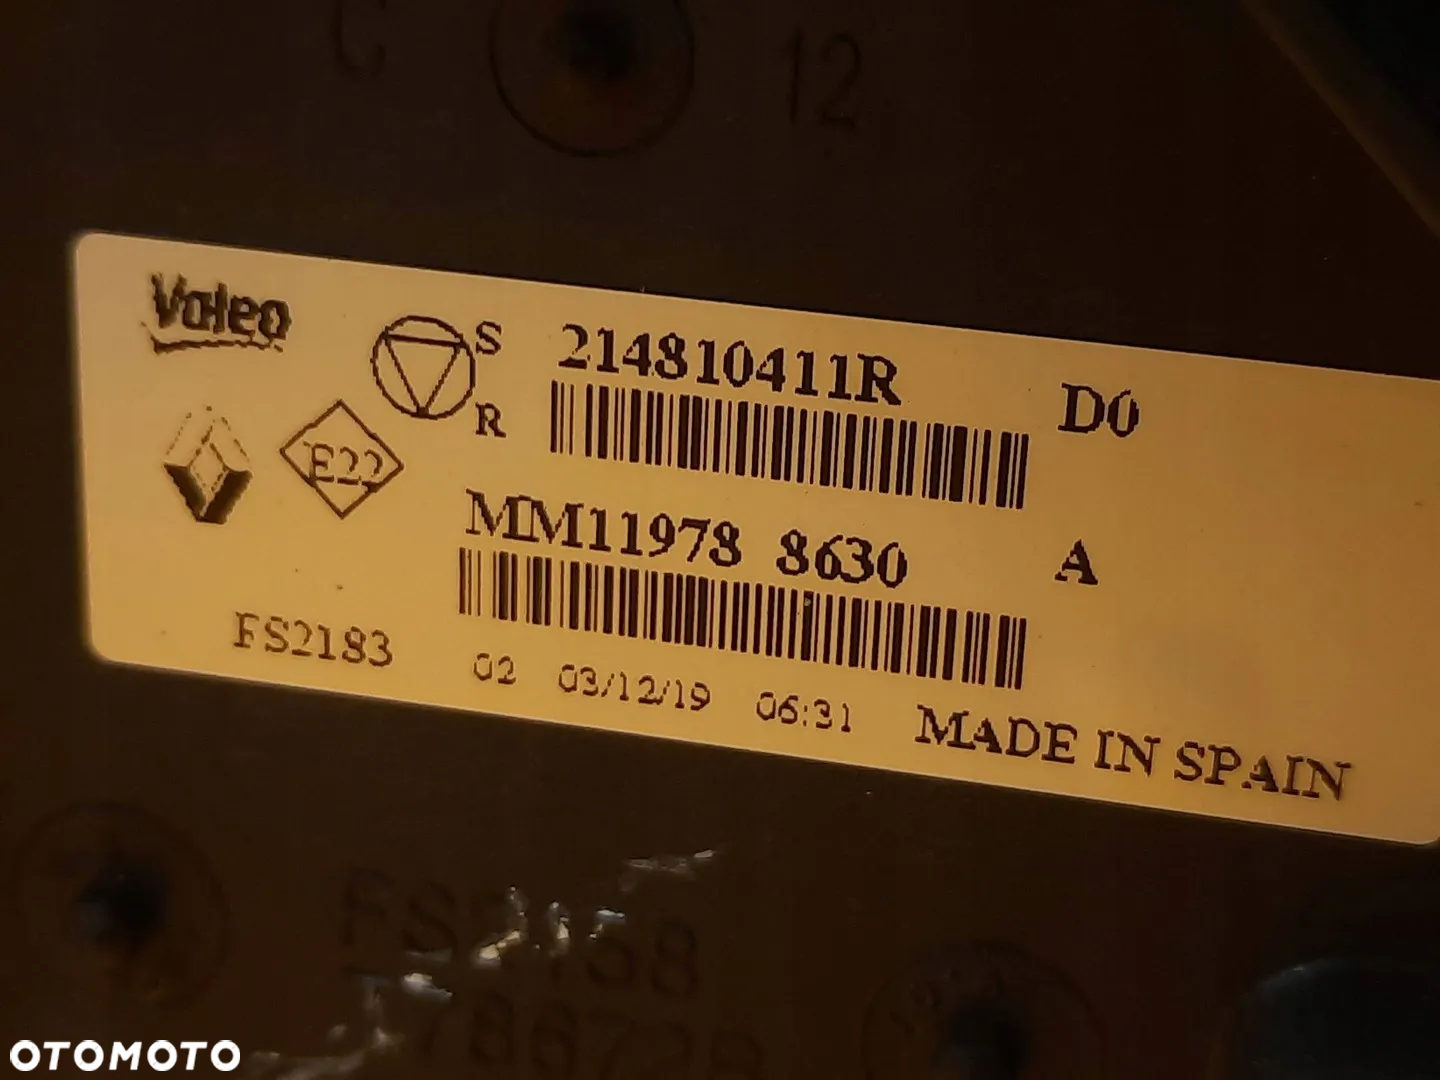 C 12
Valeo
S
R
214810411R D0
E22
MM11978 8630 A
FS2183
02 03/12/19 06:31 MADE IN SPAIN
OTOMOTO